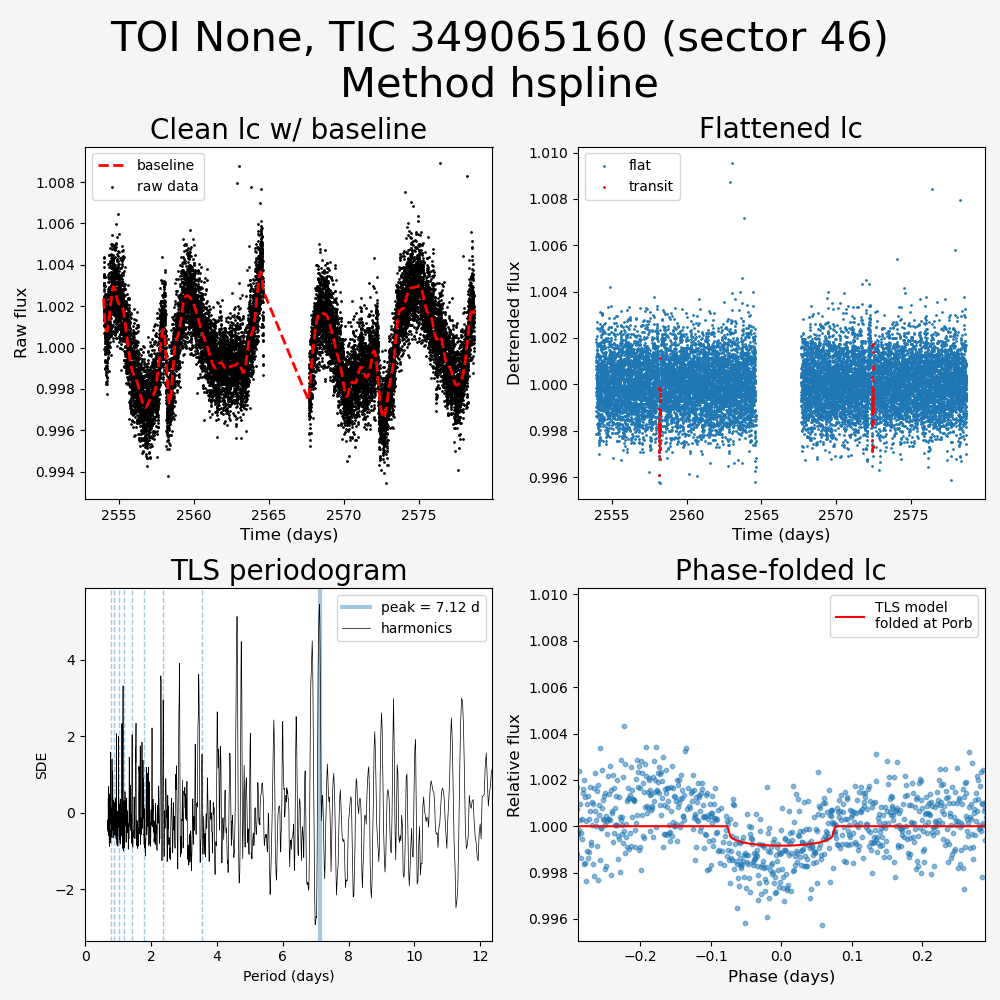 TOI None, TIC 349065160 (sector 46)
Method hspline
Clean lc w/ baseline
Flattened lc
baseline
raw data
flat
transit
Raw flux
1.008
1.006
1.004
1.002
1.000
0.998
0.996
0.994
2555
2560
2565
2570
2575
Time (days)
Detrended flux
1.010
1.008
1.006
1.004
1.002
1.000
0.998
0.996
2555
2560
2565
2570
2575
Time (days)
TLS periodogram
Phase-folded lc
peak = 7.12 d
harmonics
SDE
4
2
0
−2
0
2
4
6
8
10
12
Period (days)
TLS model
folded at Porb
Relative flux
1.010
1.008
1.006
1.004
1.002
1.000
0.998
0.996
−0.2
−0.1
0.0
0.1
0.2
Phase (days)